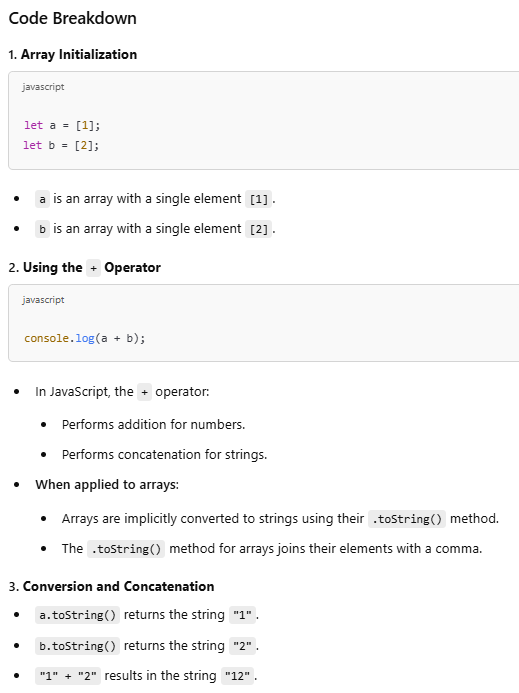 Code Breakdown
1. Array Initialization
javascript
let a = [1];
let b = [2];
• a is an array with a single element [1].
• b is an array with a single element [2].
2. Using the + Operator
javascript
console.log(a + b);
• In JavaScript, the + operator:
• Performs addition for numbers.
• Performs concatenation for strings.
• When applied to arrays:
• Arrays are implicitly converted to strings using their .toString() method.
• The .toString() method for arrays joins their elements with a comma.
3. Conversion and Concatenation
• a.toString() returns the string "1".
• b.toString() returns the string "2".
• "1" + "2" results in the string "12".